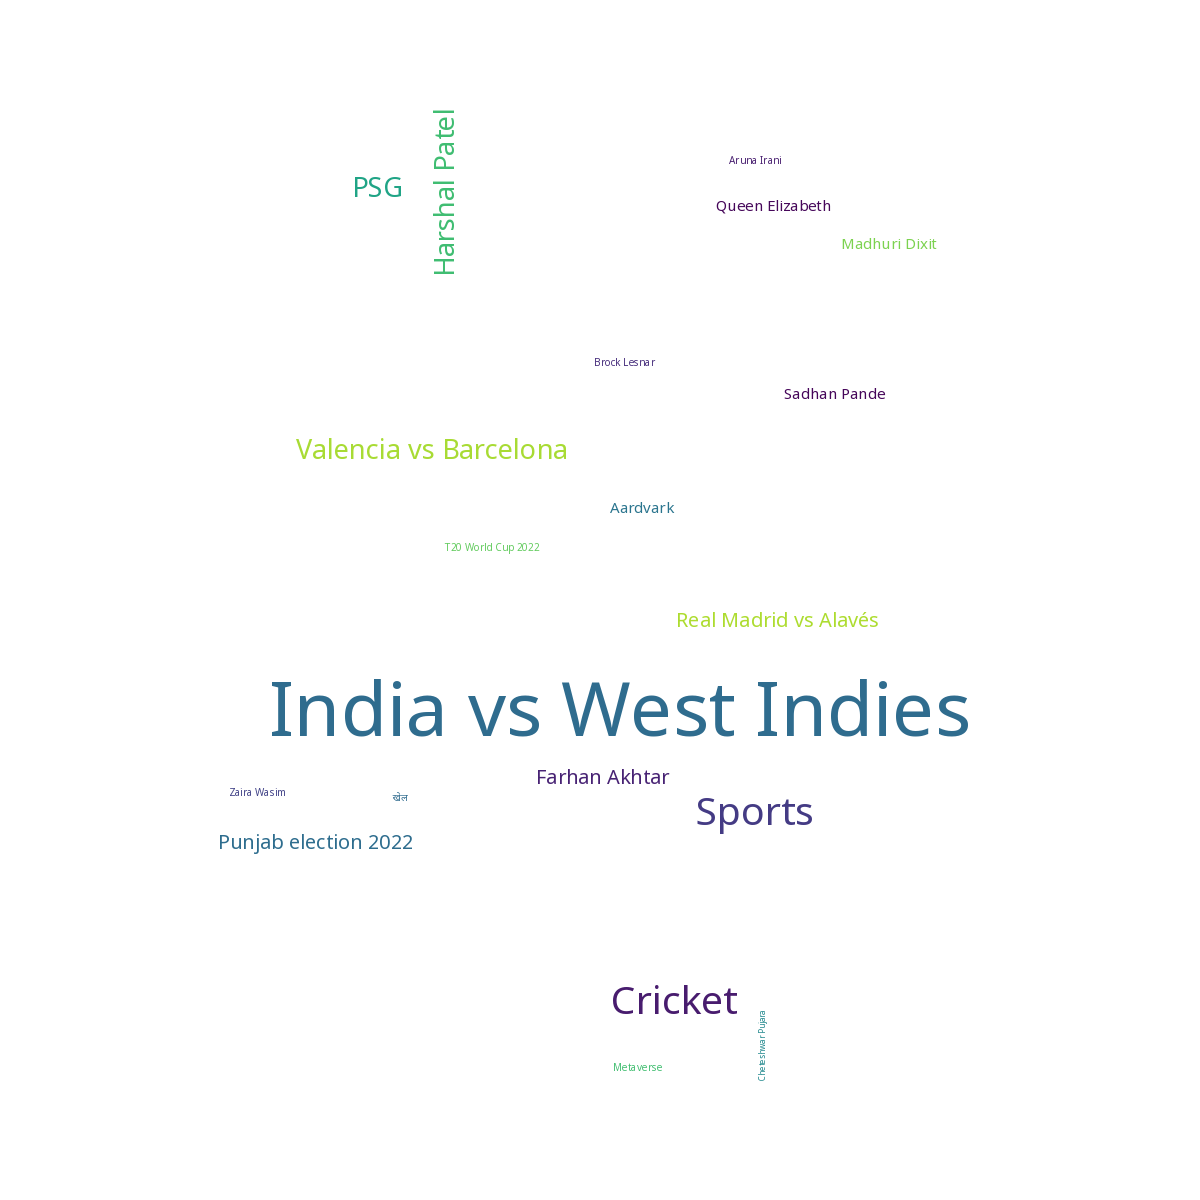 Harshal Patel
PSG
Aruna Irani
Queen Elizabeth
Madhuri Dixit
Brock Lesnar
Sadhan Pande
Valencia vs Barcelona
Aardvark
T20 World Cup 2022
Real Madrid vs Alavés
India vs West Indies
Farhan Akhtar
Zaira Wasim
खेल
Sports
Punjab election 2022
Cricket
Cheteshwar Pujara
Metaverse